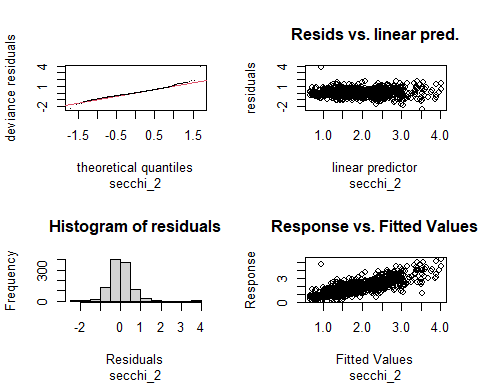 deviance residuals
-2 1 4
-1.5 -0.5 0.5 1.5
theoretical quantiles
secchi_2
Resids vs. linear pred.
residuals
-2 1 4
1.0 2.0 3.0 4.0
linear predictor
secchi_2
Histogram of residuals
Frequency
0 300
-2 0 1 2 3 4
Residuals
secchi_2
Response vs. Fitted Values
Response
0 3
1.0 2.0 3.0 4.0
Fitted Values
secchi_2